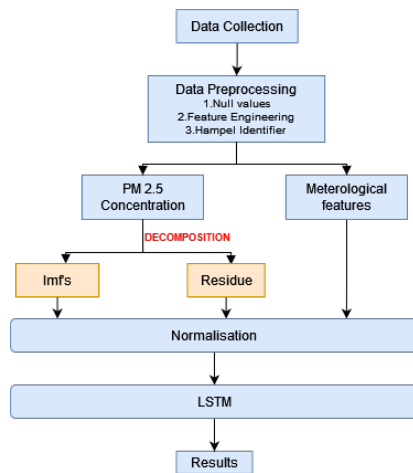 Data Collection
Data Preprocessing
1.Null values
2.Feature Engineering
3.Hampel Identifier
PM 2.5
Concentration
Meterological
features
DECOMPOSITION
Imf's
Residue
Normalisation
LSTM
Results